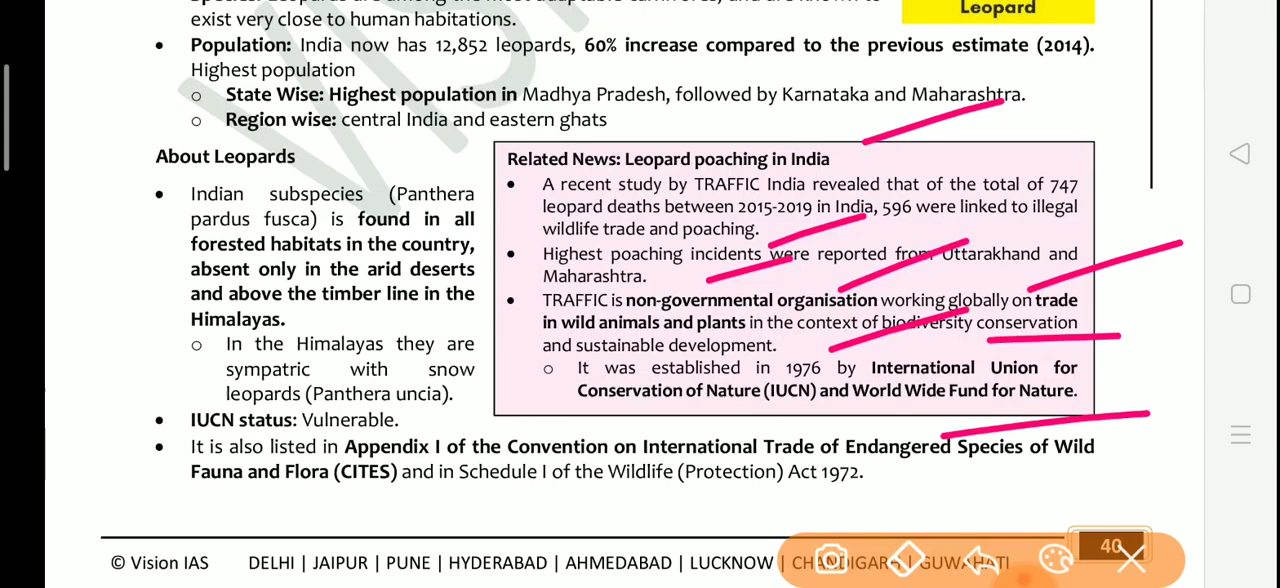 Leopard
exist very close to human habitations.
• Population: India now has 12,852 leopards, 60% increase compared to the previous estimate (2014).
Highest population
o State Wise: Highest population in Madhya Pradesh, followed by Karnataka and Maharashtra.
o Region wise: central India and eastern ghats
About Leopards
• Indian subspecies (Panthera
pardus fusca) is found in all
forested habitats in the country,
absent only in the arid deserts
and above the timber line in the
Himalayas.
o In the Himalayas they are
sympatric with snow
leopards (Panthera uncia).
Related News: Leopard poaching in India
• A recent study by TRAFFIC India revealed that of the total of 747
leopard deaths between 2015-2019 in India, 596 were linked to illegal
wildlife trade and poaching.
• Highest poaching incidents were reported from Uttarakhand and
Maharashtra.
• TRAFFIC is non-governmental organisation working globally on trade
in wild animals and plants in the context of biodiversity conservation
and sustainable development.
o It was established in 1976 by International Union for
Conservation of Nature (IUCN) and World Wide Fund for Nature.
• IUCN status: Vulnerable.
• It is also listed in Appendix I of the Convention on International Trade of Endangered Species of Wild
Fauna and Flora (CITES) and in Schedule I of the Wildlife (Protection) Act 1972.
40
© Vision IAS DELHI | JAIPUR | PUNE | HYDERABAD | AHMEDABAD | LUCKNOW | CHANDIGARH | GUWAHATI